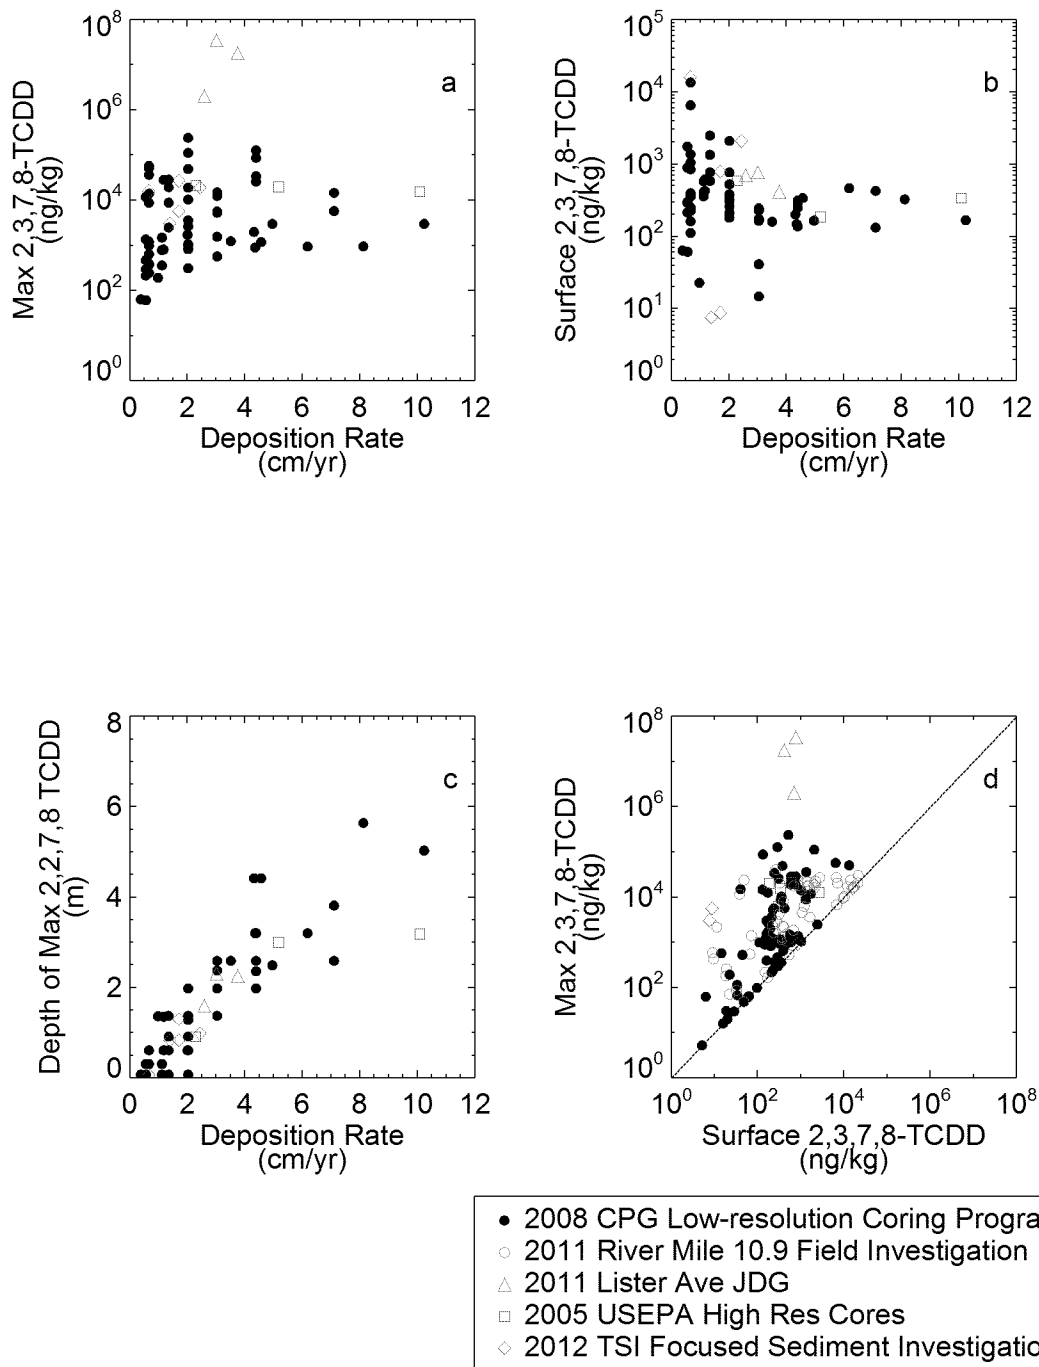 a
Max 2,3,7,8-TCDD
(ng/kg)
10⁸
10⁶
10⁴
10²
10⁰
0 2 4 6 8 10 12
Deposition Rate
(cm/yr)
b
Surface 2,3,7,8-TCDD
(ng/kg)
10⁵
10⁴
10³
10²
10¹
10⁰
0 2 4 6 8 10 12
Deposition Rate
(cm/yr)
c
Depth of Max 2,2,7,8 TCDD
(m)
8
6
4
2
0
0 2 4 6 8 10 12
Deposition Rate
(cm/yr)
d
Max 2,3,7,8-TCDD
(ng/kg)
10⁸
10⁶
10⁴
10²
10⁰
10⁰ 10² 10⁴ 10⁶ 10⁸
Surface 2,3,7,8-TCDD
(ng/kg)
2008 CPG Low-resolution Coring Progra
2011 River Mile 10.9 Field Investigation
2011 Lister Ave JDG
2005 USEPA High Res Cores
2012 TSI Focused Sediment Investigatio